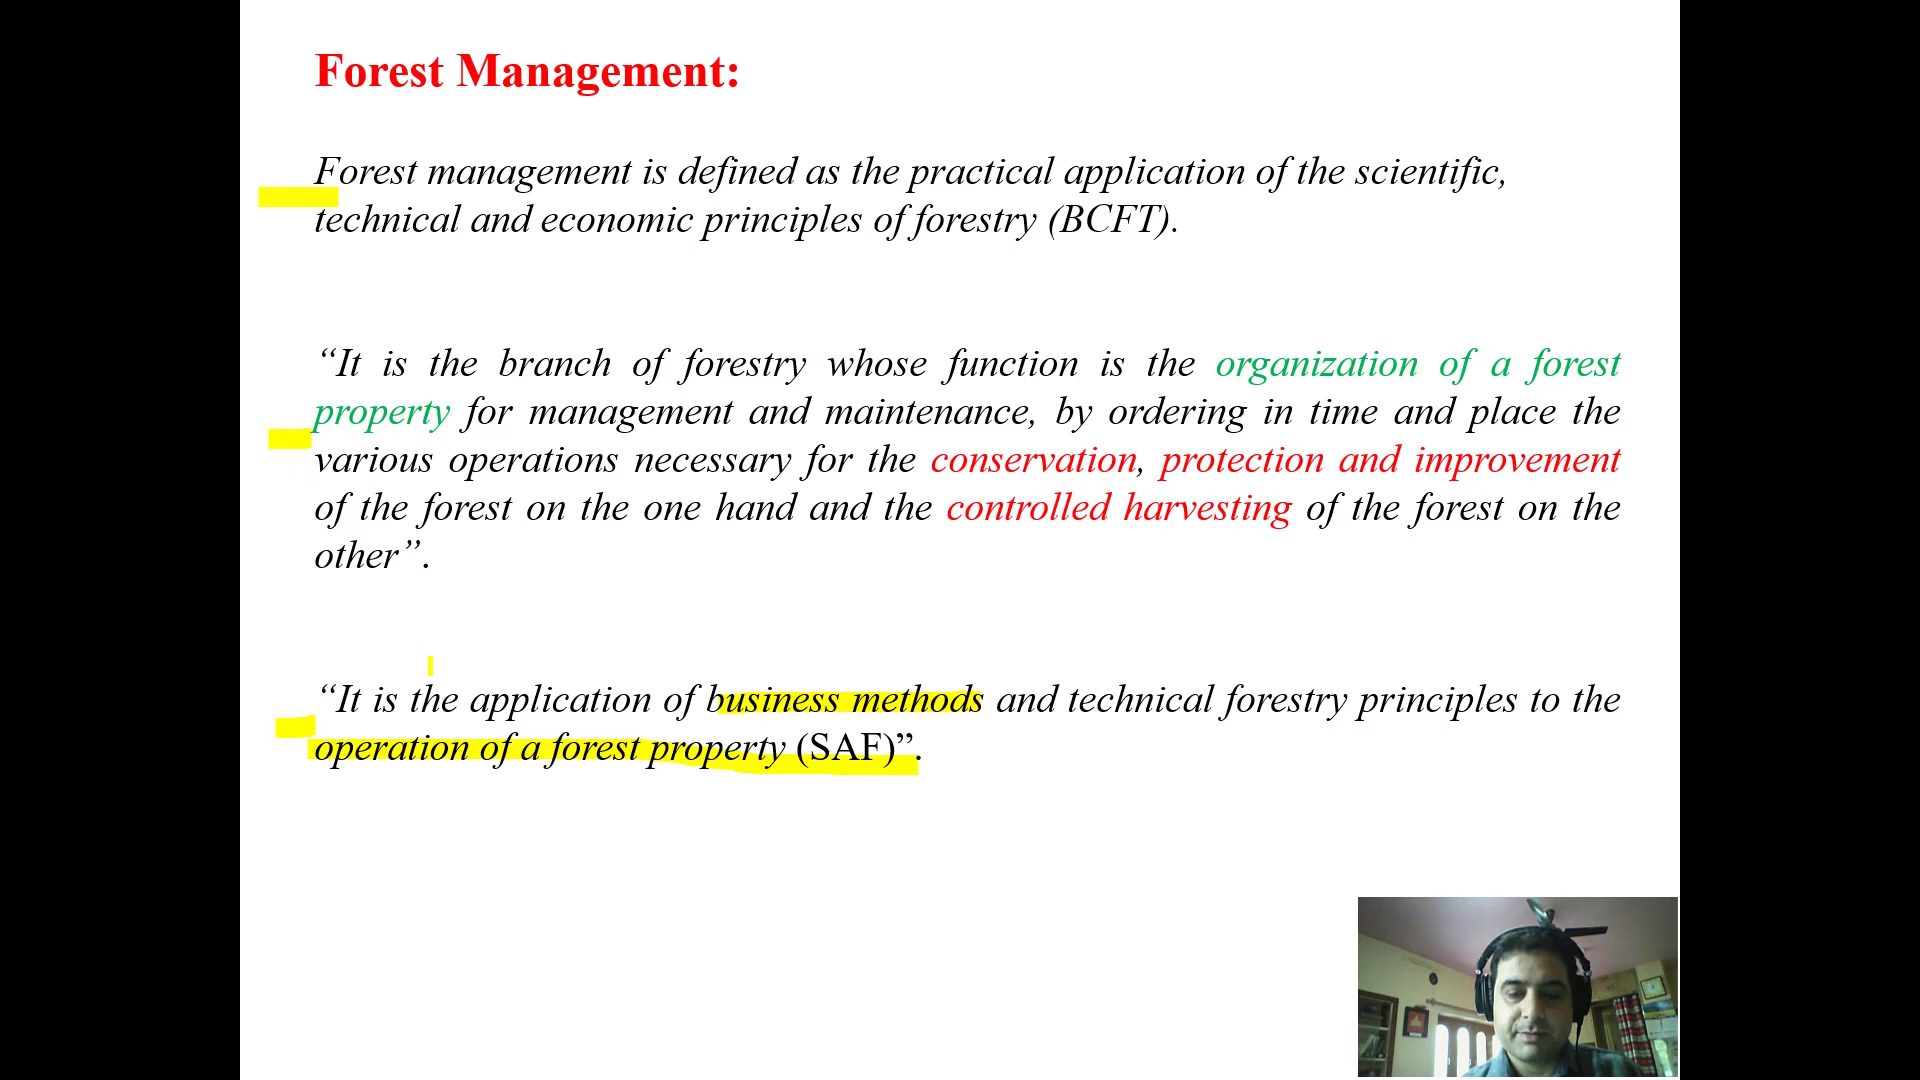 Forest Management:
Forest management is defined as the practical application of the scientific,
technical and economic principles of forestry (BCFT).
“It is the branch of forestry whose function is the organization of a forest
property for management and maintenance, by ordering in time and place the
various operations necessary for the conservation, protection and improvement
of the forest on the one hand and the controlled harvesting of the forest on the
other”.
“It is the application of business methods and technical forestry principles to the
operation of a forest property (SAF)”.